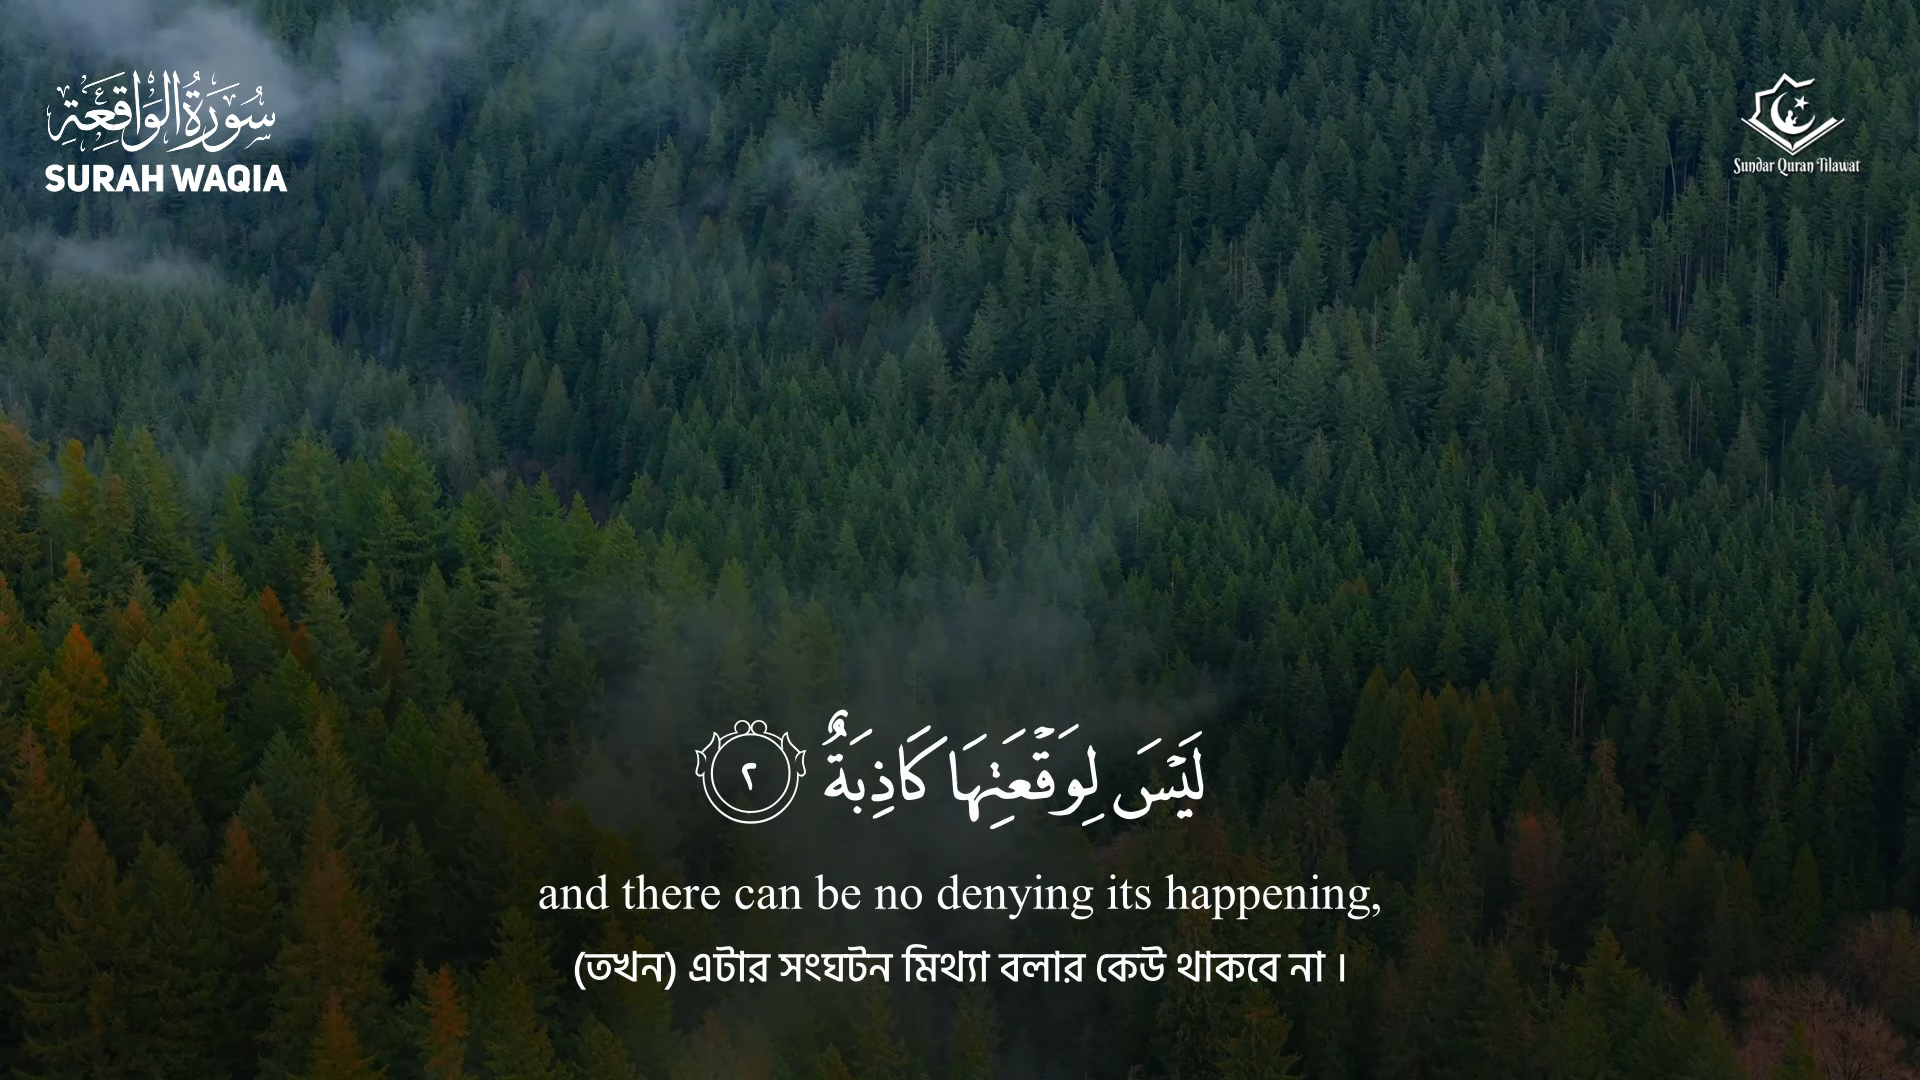 سُورَةُ الْوَاقِعَةِ
SURAH WAQIA
Sundar Quran Tilawat
لَيْسَ لِوَقْعَتِهَا كَاذِبَةٌ ٢
and there can be no denying its happening,
(তখন) এটার সংঘটন মিথ্যা বলার কেউ থাকবে না ।